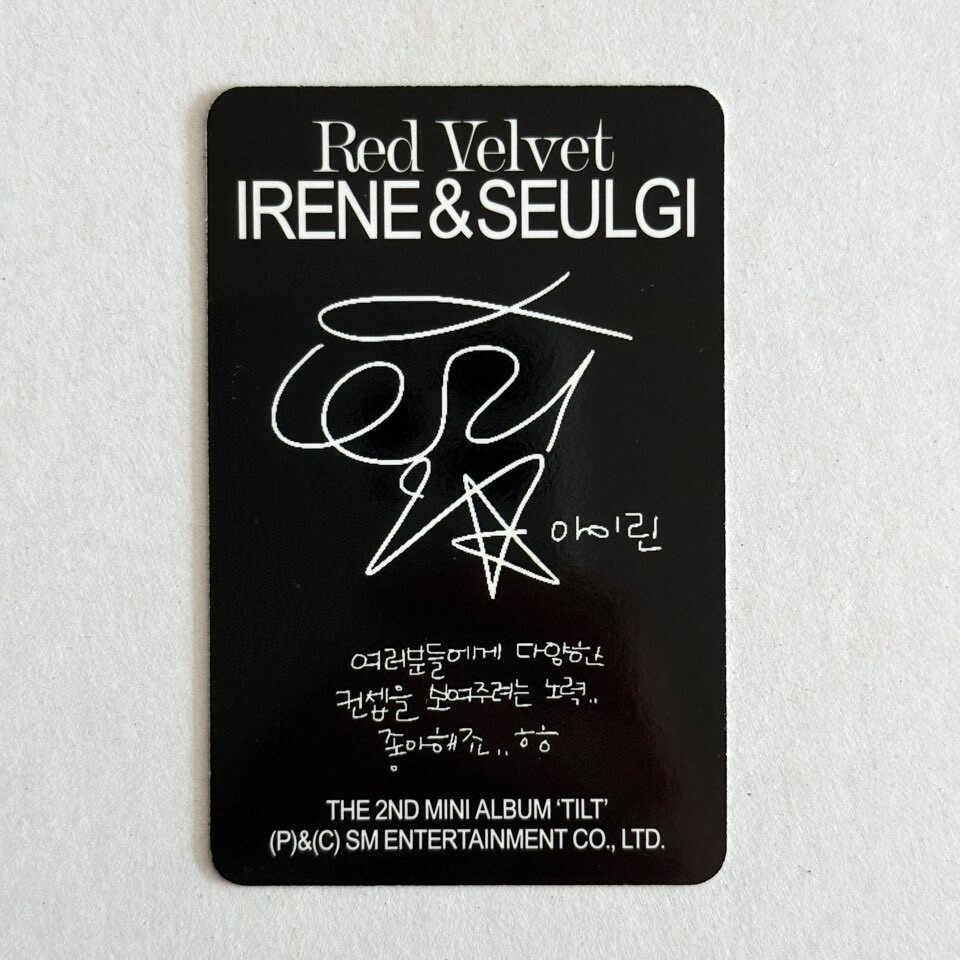 Red Velvet
IRENE & SEULGI
아이린
여러분들에게 다양한
컨셉을 보여주려는 노력..
좋아해죠.. ㅎㅎ
THE 2ND MINI ALBUM ‘TILT’
(P)&(C) SM ENTERTAINMENT CO., LTD.